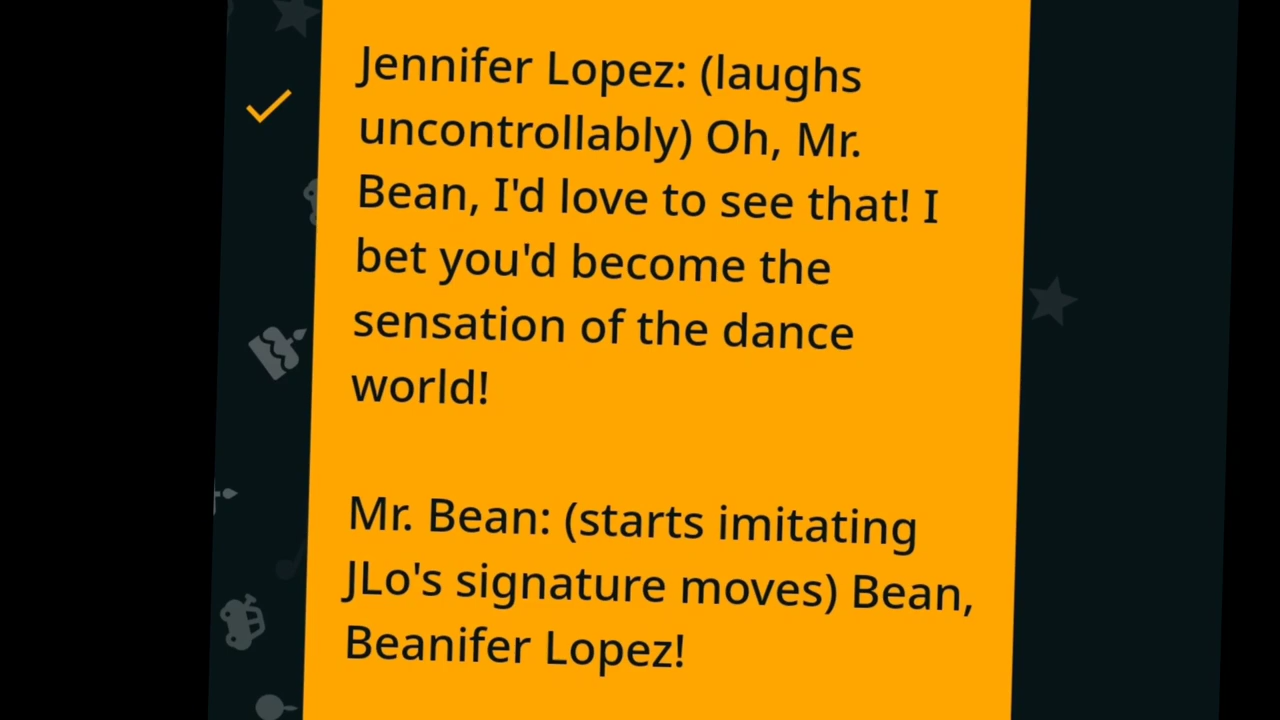 Jennifer Lopez: (laughs
uncontrollably) Oh, Mr.
Bean, I'd love to see that! I
bet you'd become the
sensation of the dance
world!
Mr. Bean: (starts imitating
JLo's signature moves) Bean,
Beanifer Lopez!